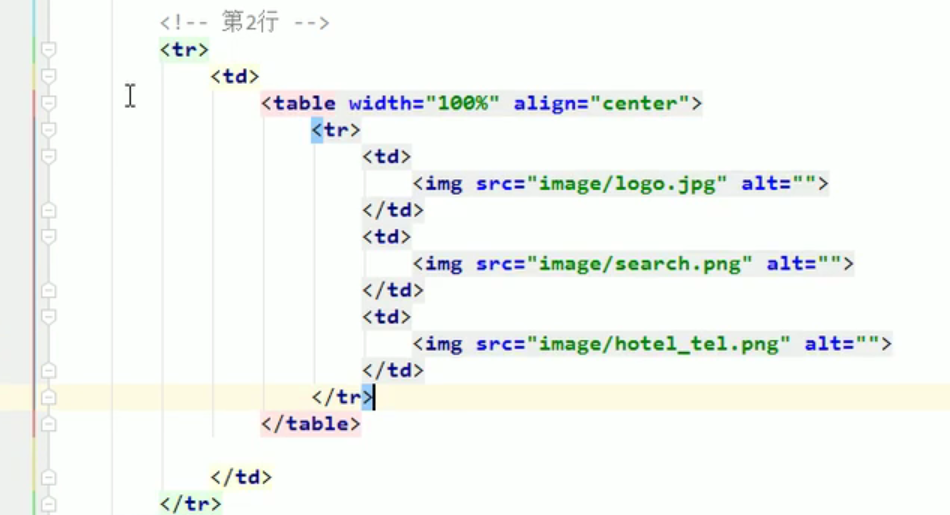 <!-- 第2行 -->
<tr>
<td>
<table width="100%" align="center">
<tr>
<td>
<img src="image/logo.jpg" alt="">
</td>
<td>
<img src="image/search.png" alt="">
</td>
<td>
<img src="image/hotel_tel.png" alt="">
</td>
</tr>
</table>
</td>
</tr>